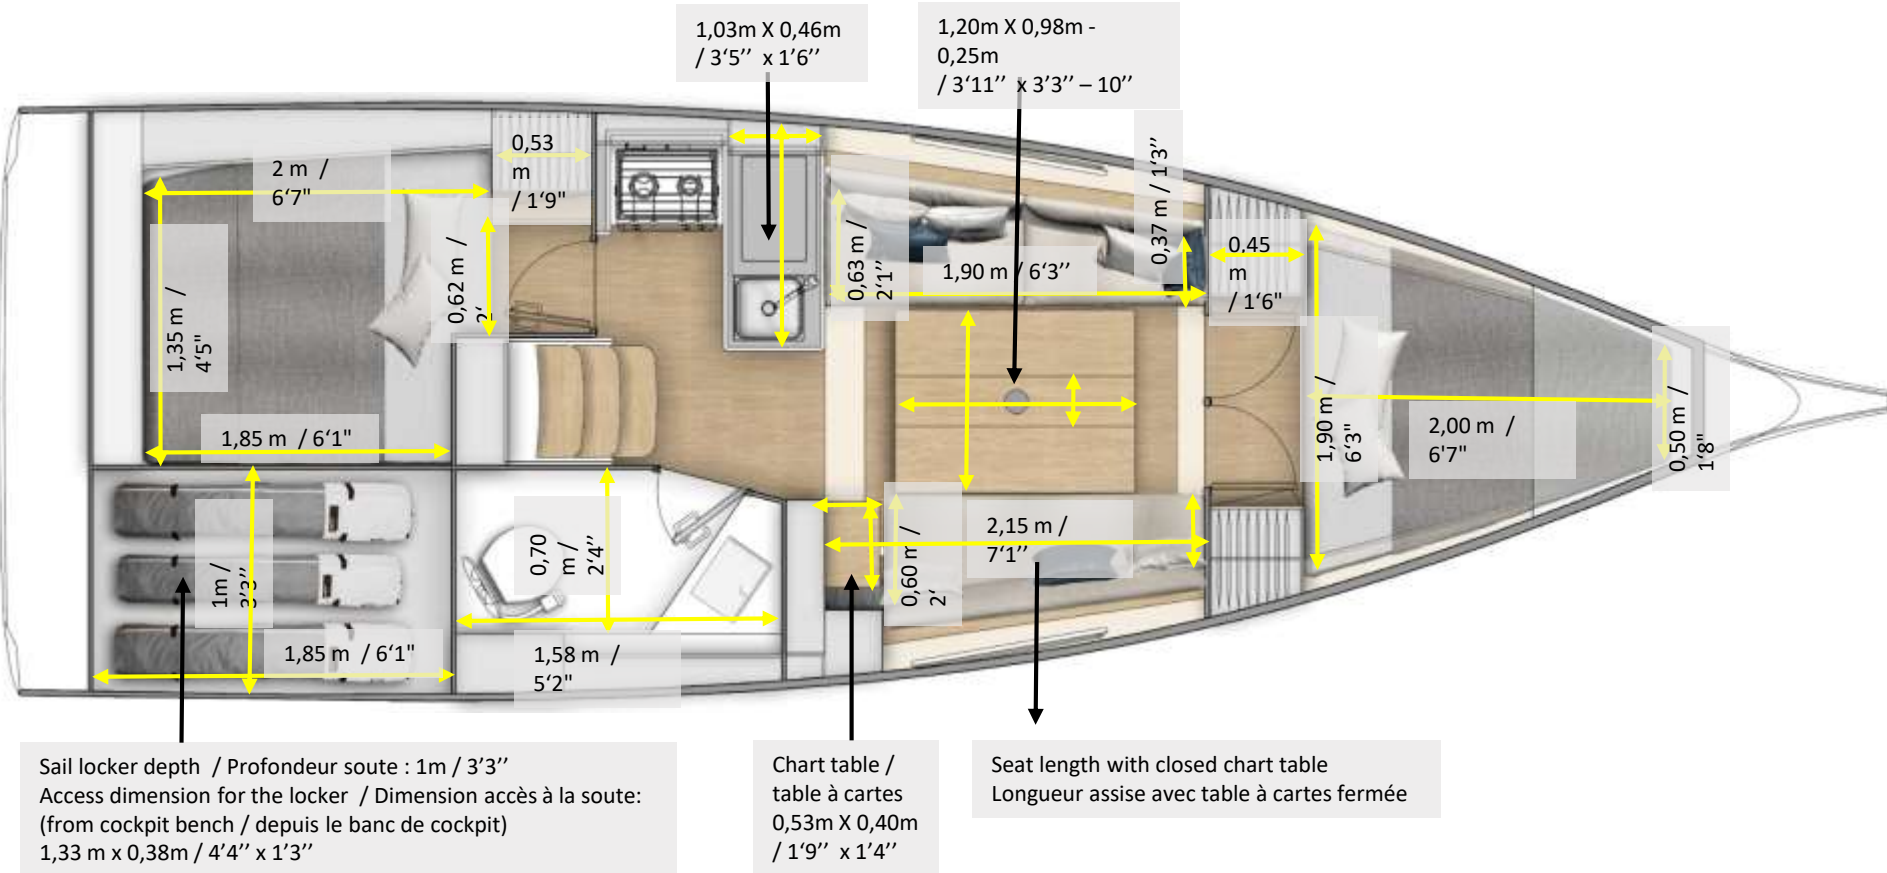 1,03m X 0,46m
/ 3'5'' x 1'6''
1,20m X 0,98m -
0,25m
/ 3'11'' x 3'3'' – 10''
2 m /
6'7"
0,53
m
/ 1'9"
0,62 m /
2'
1,35 m /
4'5"
1,85 m / 6'1"
0,63 m /
2'1''
1,90 m / 6'3''
0,37 m / 1'3''
0.45
m
/ 1'6"
1,90 m /
6'3"
2,00 m /
6'7"
0,50 m /
1'8"
1m /
3'3''
1,85 m / 6'1"
0,70
m /
2'4''
1,58 m /
5'2"
0,60 m /
2'
2,15 m /
7'1''
Sail locker depth / Profondeur soute : 1m / 3'3''
Access dimension for the locker / Dimension accès à la soute:
(from cockpit bench / depuis le banc de cockpit)
1,33 m x 0,38m / 4'4'' x 1'3''
Chart table /
table à cartes
0,53m X 0,40m
/ 1'9'' x 1'4''
Seat length with closed chart table
Longueur assise avec table à cartes fermée